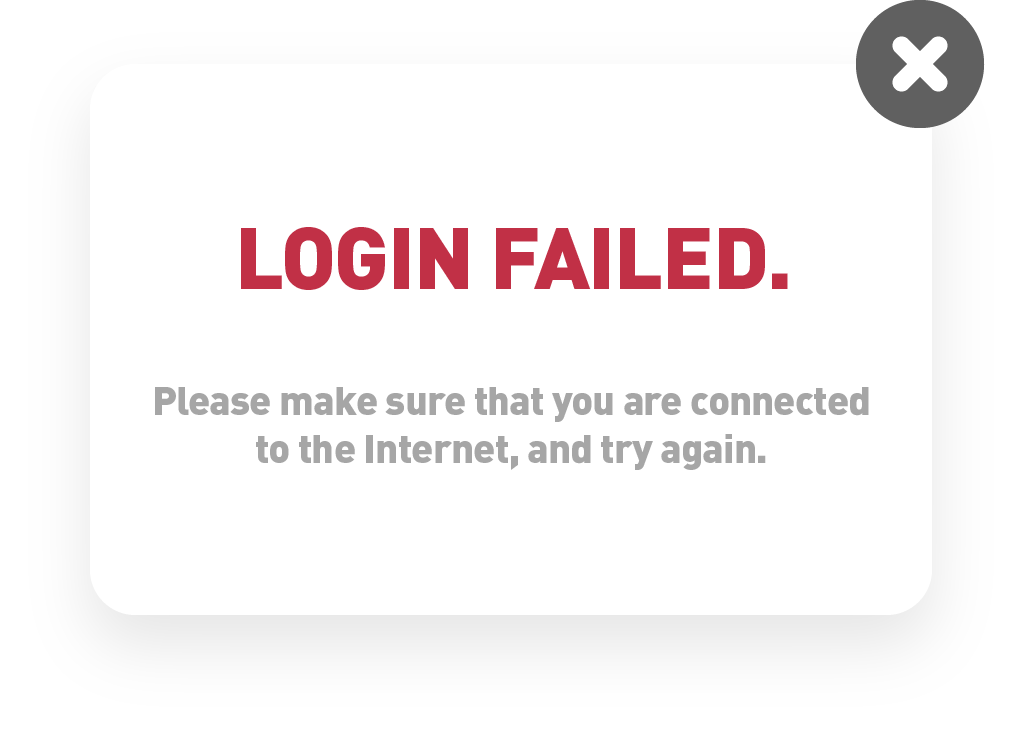 LOGIN FAILED.
Please make sure that you are connected
to the Internet, and try again.